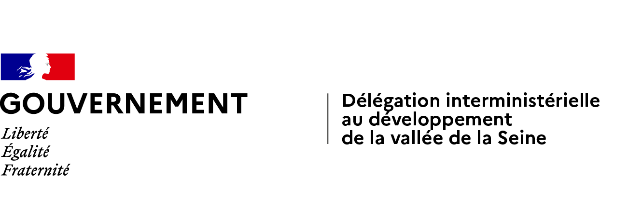 GOUVERNEMENT
Liberté
Égalité
Fraternité
Délégation interministérielle
au développement
de la vallée de la Seine